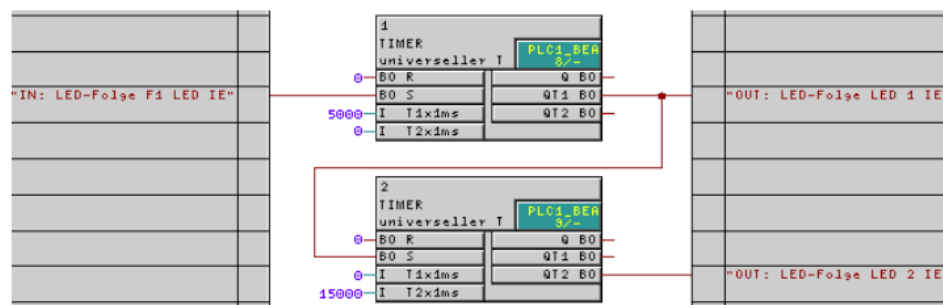 1
TIMER
universeller T
PLC1_BEA
8/-
0 BO R
Q BO
"IN: LED-Folge F1 LED IE"
BO S
QT1 BO
"OUT: LED-Folge LED 1 IE
5000 I T1x1ms
QT2 BO
0 I T2x1ms
2
TIMER
universeller T
PLC1_BEA
9/-
0 BO R
Q BO
BO S
QT1 BO
0 I T1x1ms
QT2 BO
"OUT: LED-Folge LED 2 IE
15000 I T2x1ms